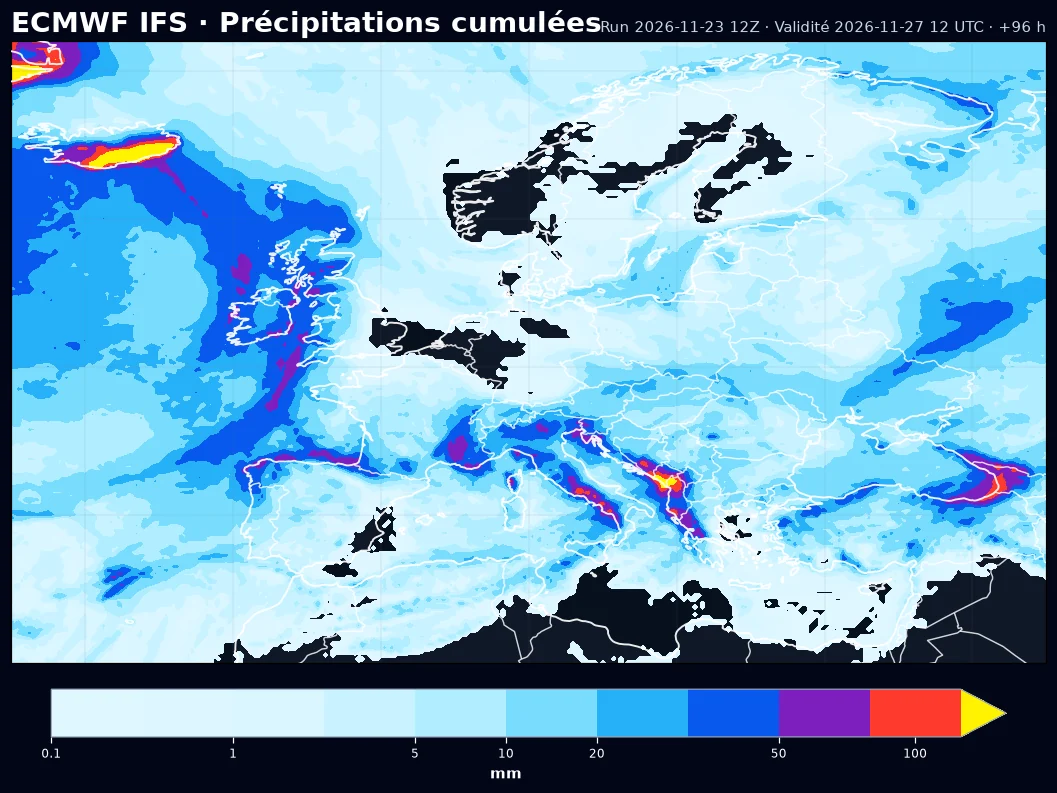 ECMWF IFS · Précipitations cumulées
Run 2026-11-23 12Z · Validité 2026-11-27 12 UTC · +96 h
0.1 1 5 10 20 50 100
mm